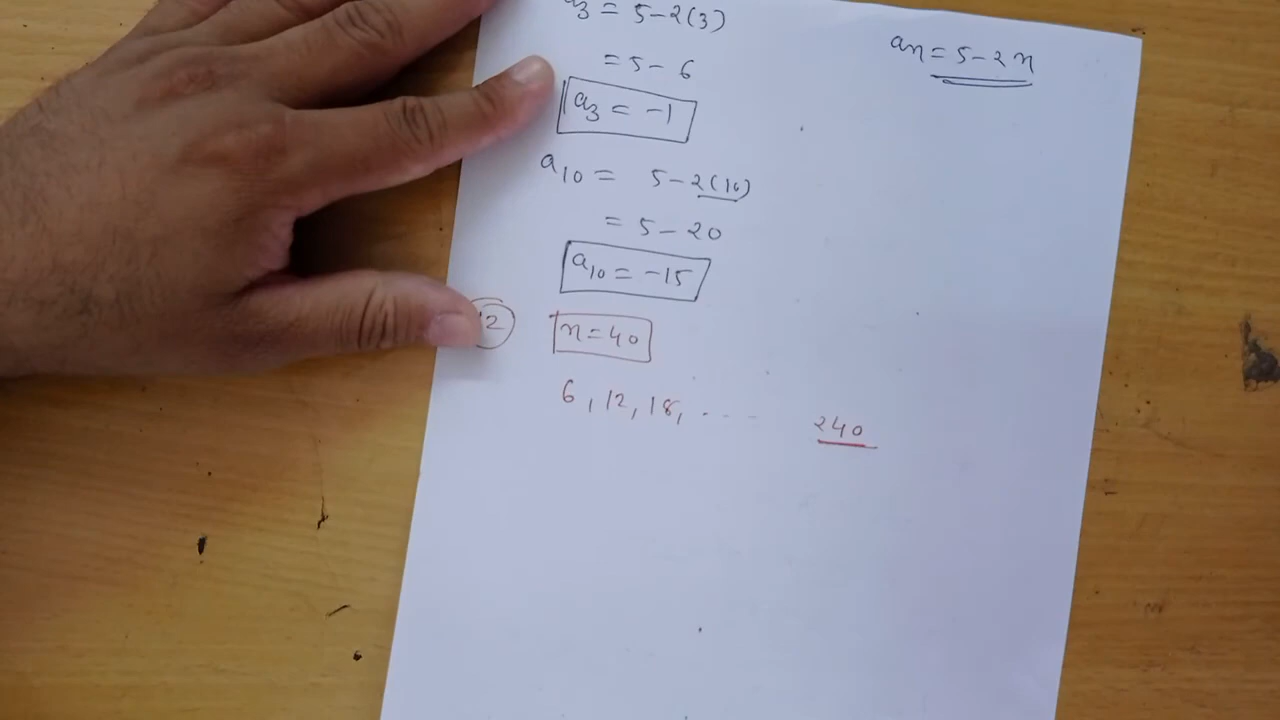 a3 = 5-2(3)
an = 5-2n
= 5-6
a3 = -1
a10 = 5-2(10)
= 5-20
a10 = -15
n=40
6, 12, 18, ....
240